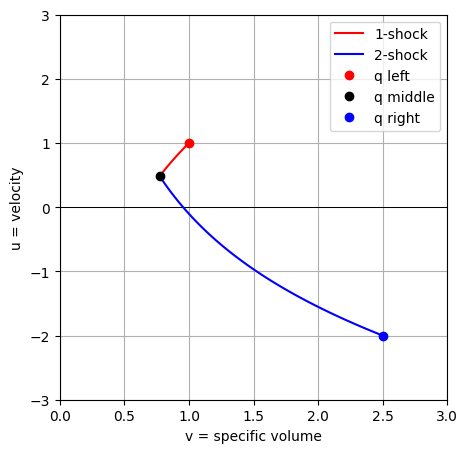 3
2
1
0
−1
−2
−3
u = velocity
1-shock
2-shock
q left
q middle
q right
0.0 0.5 1.0 1.5 2.0 2.5 3.0
v = specific volume